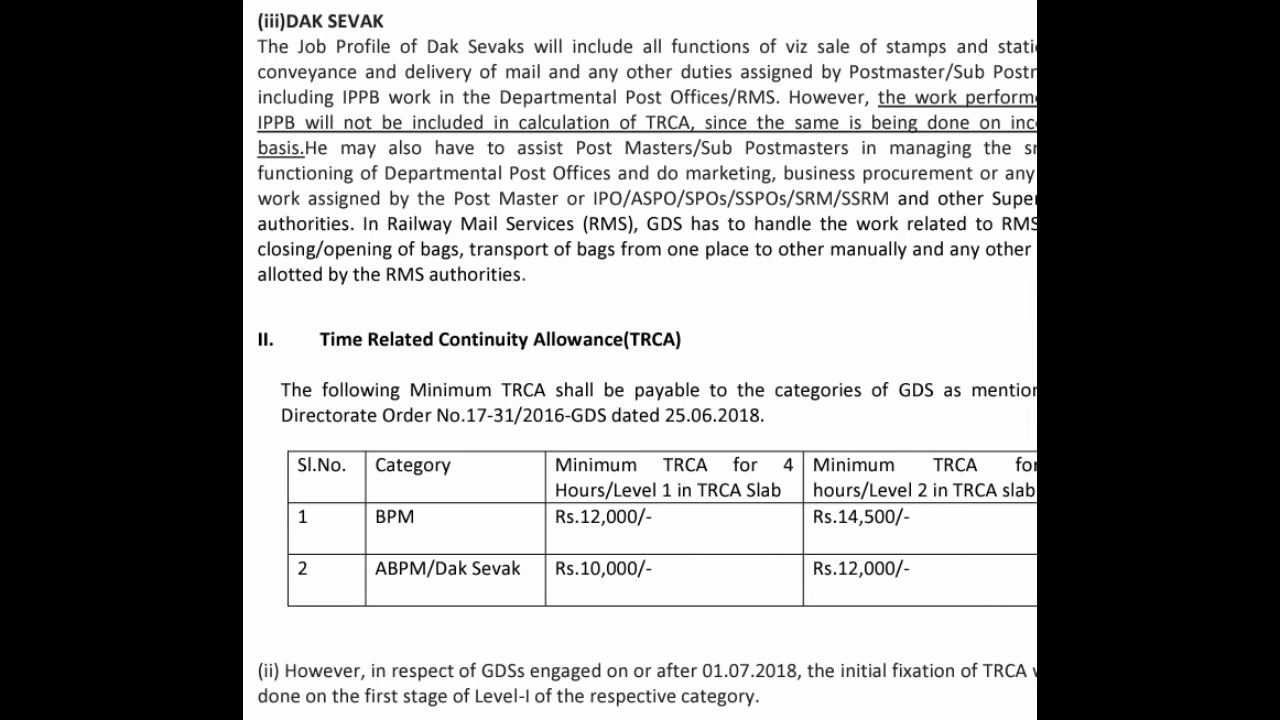 (iii)DAK SEVAK
The Job Profile of Dak Sevaks will include all functions of viz sale of stamps and
conveyance and delivery of mail and any other duties assigned by Postmaster/Sub
including IPPB work in the Departmental Post Offices/RMS. However, the work
IPPB will not be included in calculation of TRCA, since the same is being done on
basis.He may also have to assist Post Masters/Sub Postmasters in managing the
functioning of Departmental Post Offices and do marketing, business procurement or any
work assigned by the Post Master or IPO/ASPO/SPOs/SSPOs/SRM/SSRM and other
authorities. In Railway Mail Services (RMS), GDS has to handle the work related to RMS
closing/opening of bags, transport of bags from one place to other manually and any other
allotted by the RMS authorities.
II. Time Related Continuity Allowance(TRCA)
The following Minimum TRCA shall be payable to the categories of GDS as
Directorate Order No.17-31/2016-GDS dated 25.06.2018.
Sl.No. Category Minimum TRCA for 4 Minimum TRCA for
Hours/Level 1 in TRCA Slab hours/Level 2 in TRCA slab
1 BPM Rs.12,000/- Rs.14,500/-
2 ABPM/Dak Sevak Rs.10,000/- Rs.12,000/-
(ii) However, in respect of GDSs engaged on or after 01.07.2018, the initial fixation of TRCA
done on the first stage of Level-I of the respective category.